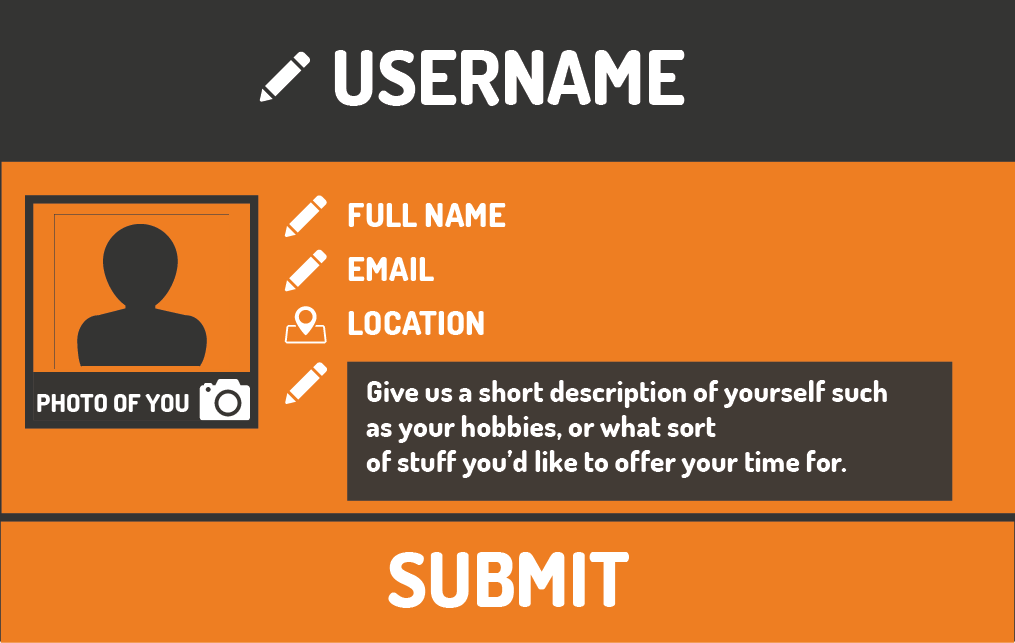 USERNAME
FULL NAME
EMAIL
LOCATION
PHOTO OF YOU
Give us a short description of yourself such
as your hobbies, or what sort
of stuff you’d like to offer your time for.
SUBMIT